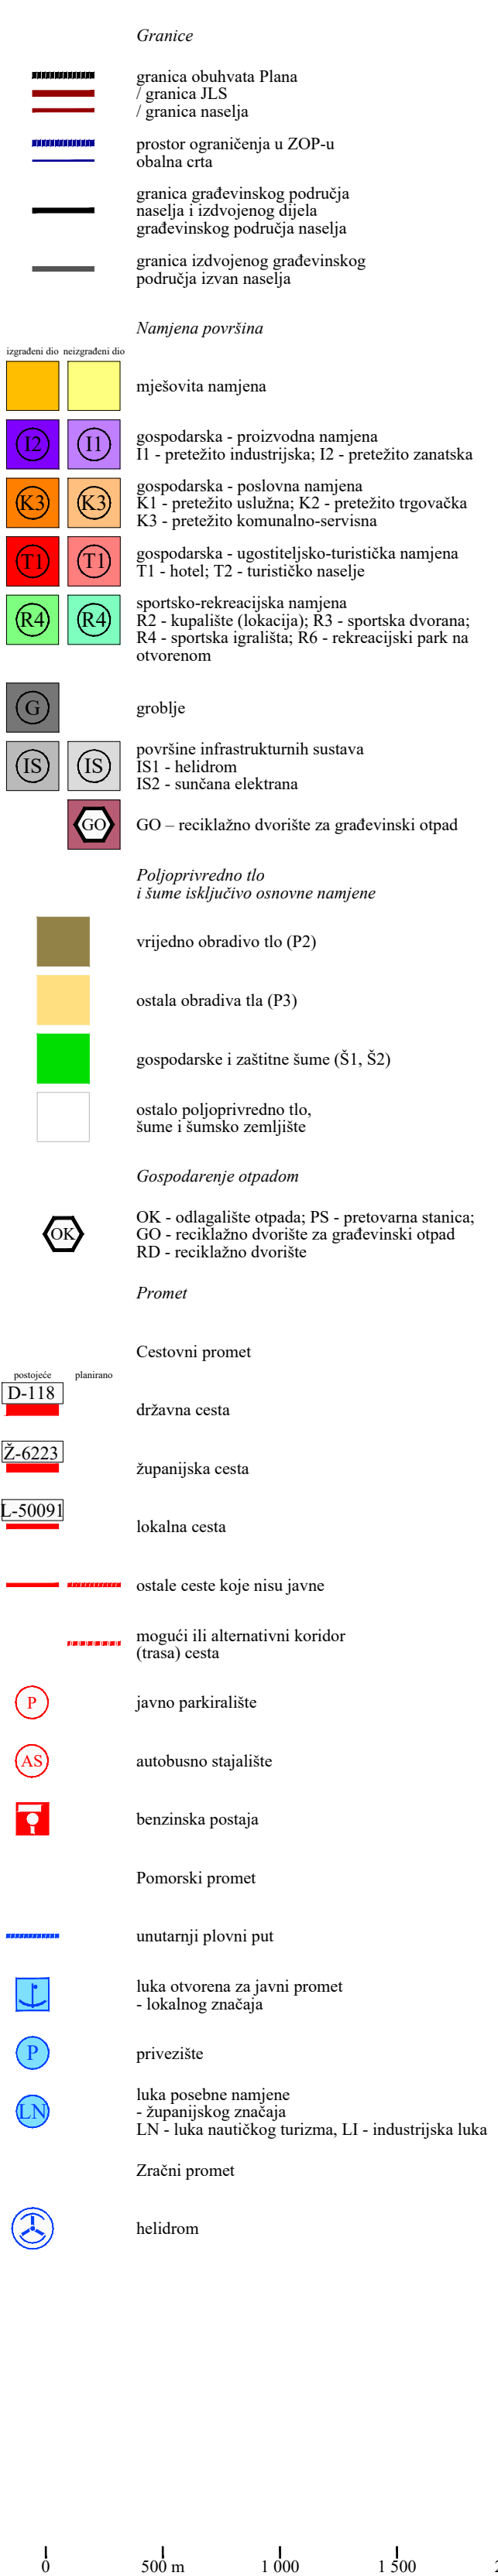 Granice
granica obuhvata Plana
/ granica JLS
/ granica naselja
prostor ograničenja u ZOP-u
obalna crta
granica građevinskog područja
naselja i izdvojenog dijela
građevinskog područja naselja
granica izdvojenog građevinskog
područja izvan naselja
Namjena površina
izgrađeni dio neizgrađeni dio
mješovita namjena
I2 I1
gospodarska - proizvodna namjena
I1 - pretežito industrijska; I2 - pretežito zanatska
K3 K3
gospodarska - poslovna namjena
K1 - pretežito uslužna; K2 - pretežito trgovačka
K3 - pretežito komunalno-servisna
T1 T1
gospodarska - ugostiteljsko-turistička namjena
T1 - hotel; T2 - turističko naselje
R4 R4
sportsko-rekreacijska namjena
R2 - kupalište (lokacija); R3 - sportska dvorana;
R4 - sportska igrališta; R6 - rekreacijski park na
otvorenom
G
groblje
IS IS
površine infrastrukturnih sustava
IS1 - helidrom
IS2 - sunčana elektrana
GO
GO – reciklažno dvorište za građevinski otpad
Poljoprivredno tlo
i šume isključivo osnovne namjene
vrijedno obradivo tlo (P2)
ostala obradiva tla (P3)
gospodarske i zaštitne šume (Š1, Š2)
ostalo poljoprivredno tlo,
šume i šumsko zemljište
Gospodarenje otpadom
OK
OK - odlagalište otpada; PS - pretovarna stanica;
GO - reciklažno dvorište za građevinski otpad
RD - reciklažno dvorište
Promet
Cestovni promet
postojeće planirano
D-118
državna cesta
Ž-6223
županijska cesta
L-50091
lokalna cesta
ostale ceste koje nisu javne
mogući ili alternativni koridor
(trasa) cesta
P
javno parkiralište
AS
autobusno stajalište
benzinska postaja
Pomorski promet
unutarnji plovni put
luka otvorena za javni promet
- lokalnog značaja
P
privezište
LN
luka posebne namjene
- županijskog značaja
LN - luka nautičkog turizma, LI - industrijska luka
Zračni promet
helidrom
0 500 m 1 000 1 500